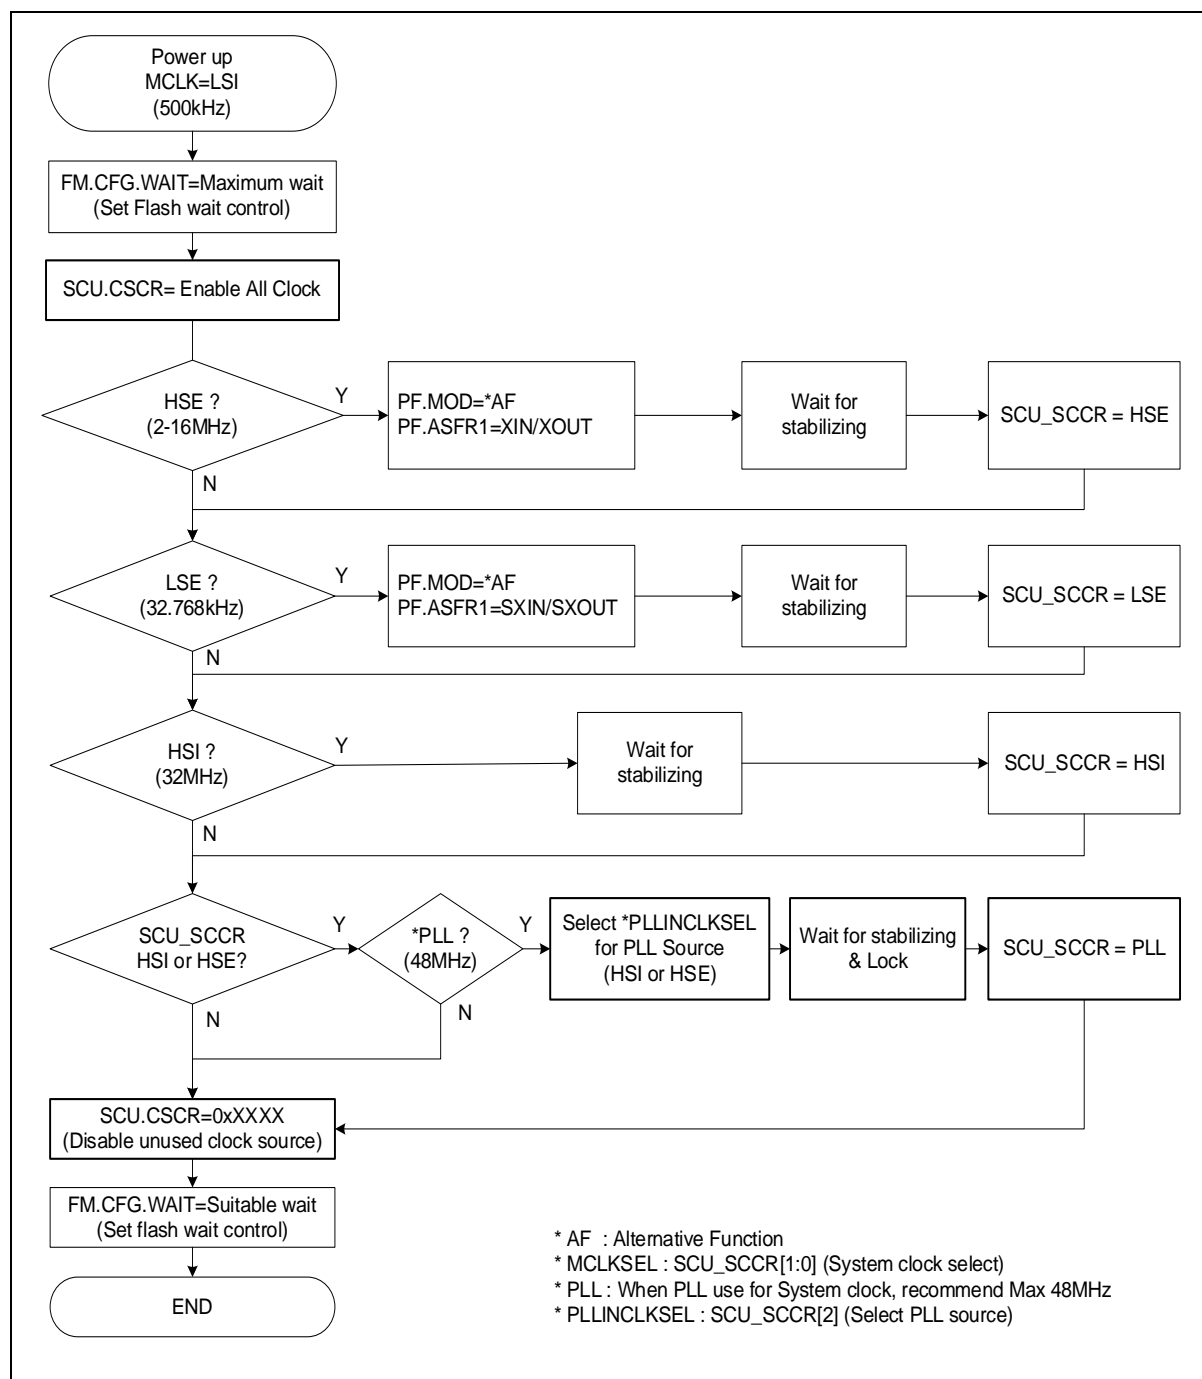 Power up
MCLK=LSI
(500kHz)
FM.CFG.WAIT=Maximum wait
(Set Flash wait control)
SCU.CSCR= Enable All Clock
HSE ?
(2-16MHz)
Y
N
PF.MOD=*AF
PF.ASFR1=XIN/XOUT
Wait for
stabilizing
SCU_SCCR = HSE
LSE ?
(32.768kHz)
Y
N
PF.MOD=*AF
PF.ASFR1=SXIN/SXOUT
Wait for
stabilizing
SCU_SCCR = LSE
HSI ?
(32MHz)
Y
N
Wait for
stabilizing
SCU_SCCR = HSI
SCU_SCCR
HSI or HSE?
Y
N
*PLL ?
(48MHz)
Y
N
Select *PLLINCLKSEL
for PLL Source
(HSI or HSE)
Wait for stabilizing
& Lock
SCU_SCCR = PLL
SCU.CSCR=0xXXXX
(Disable unused clock source)
FM.CFG.WAIT=Suitable wait
(Set flash wait control)
END
* AF : Alternative Function
* MCLKSEL : SCU_SCCR[1:0] (System clock select)
* PLL : When PLL use for System clock, recommend Max 48MHz
* PLLINCLKSEL : SCU_SCCR[2] (Select PLL source)